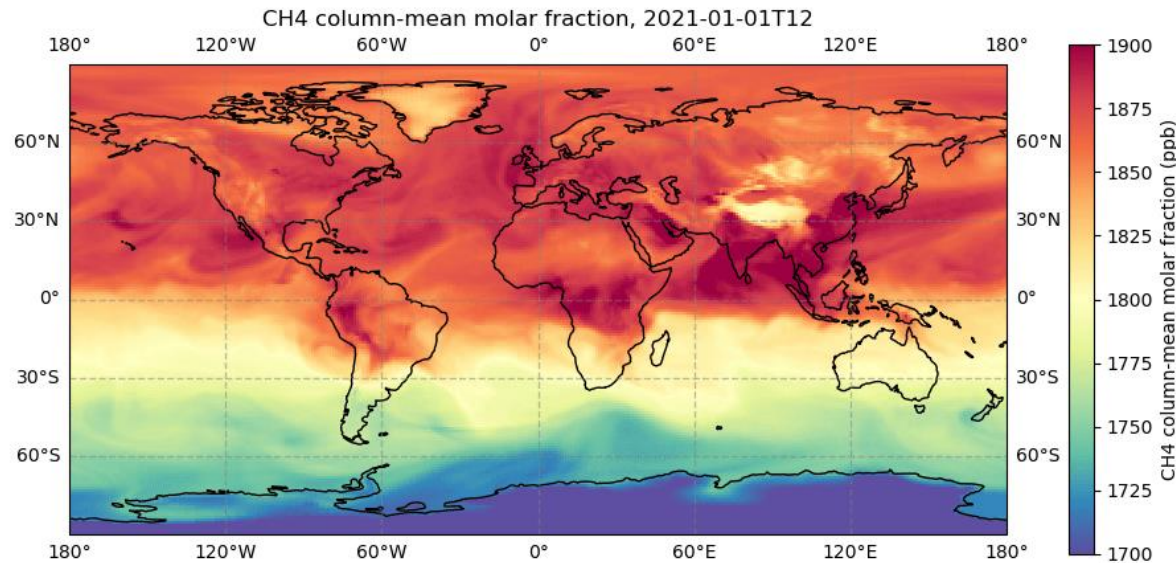 CH4 column-mean molar fraction, 2021-01-01T12
180° 120°W 60°W 0° 60°E 120°E 180°
60°N 60°N
30°N 30°N
0° 0°
30°S 30°S
60°S 60°S
180° 120°W 60°W 0° 60°E 120°E 180°
1900
1875
1850
1825
1800
1775
1750
1725
1700
CH4 column-mean molar fraction (ppb)